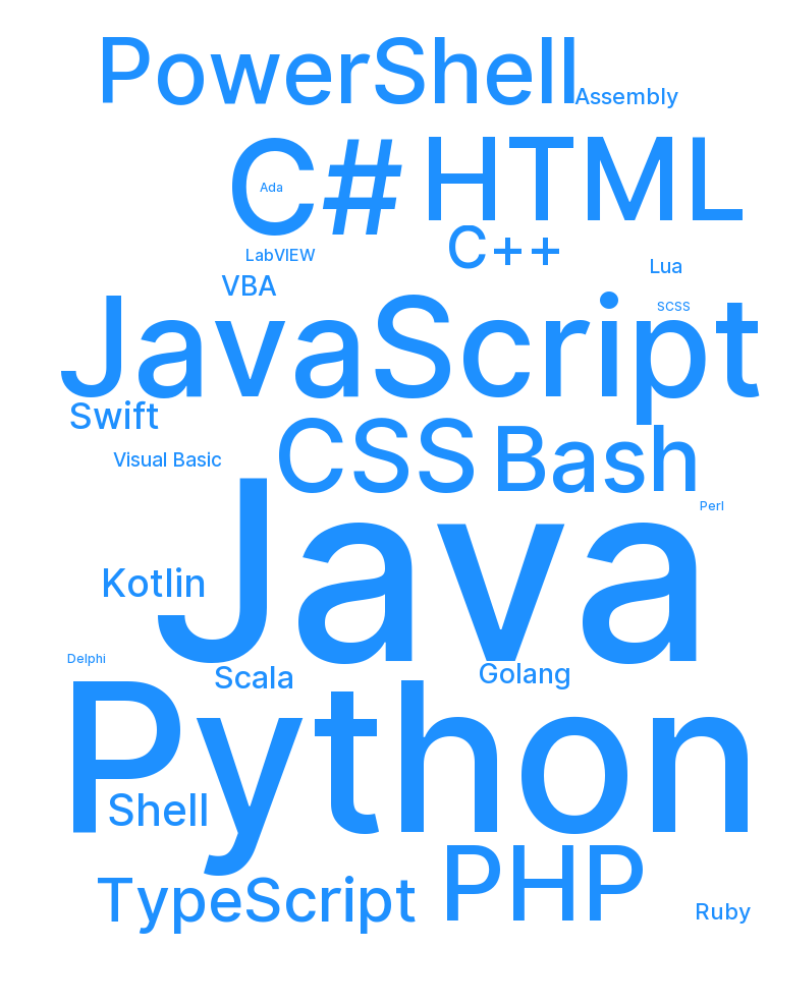 PowerShell
Assembly
C#
HTML
Ada
C++
LabVIEW
Lua
VBA
scss
JavaScript
Swift
CSS
Bash
Visual Basic
Perl
Java
Kotlin
Delphi
Scala
Golang
Python
Shell
PHP
TypeScript
Ruby